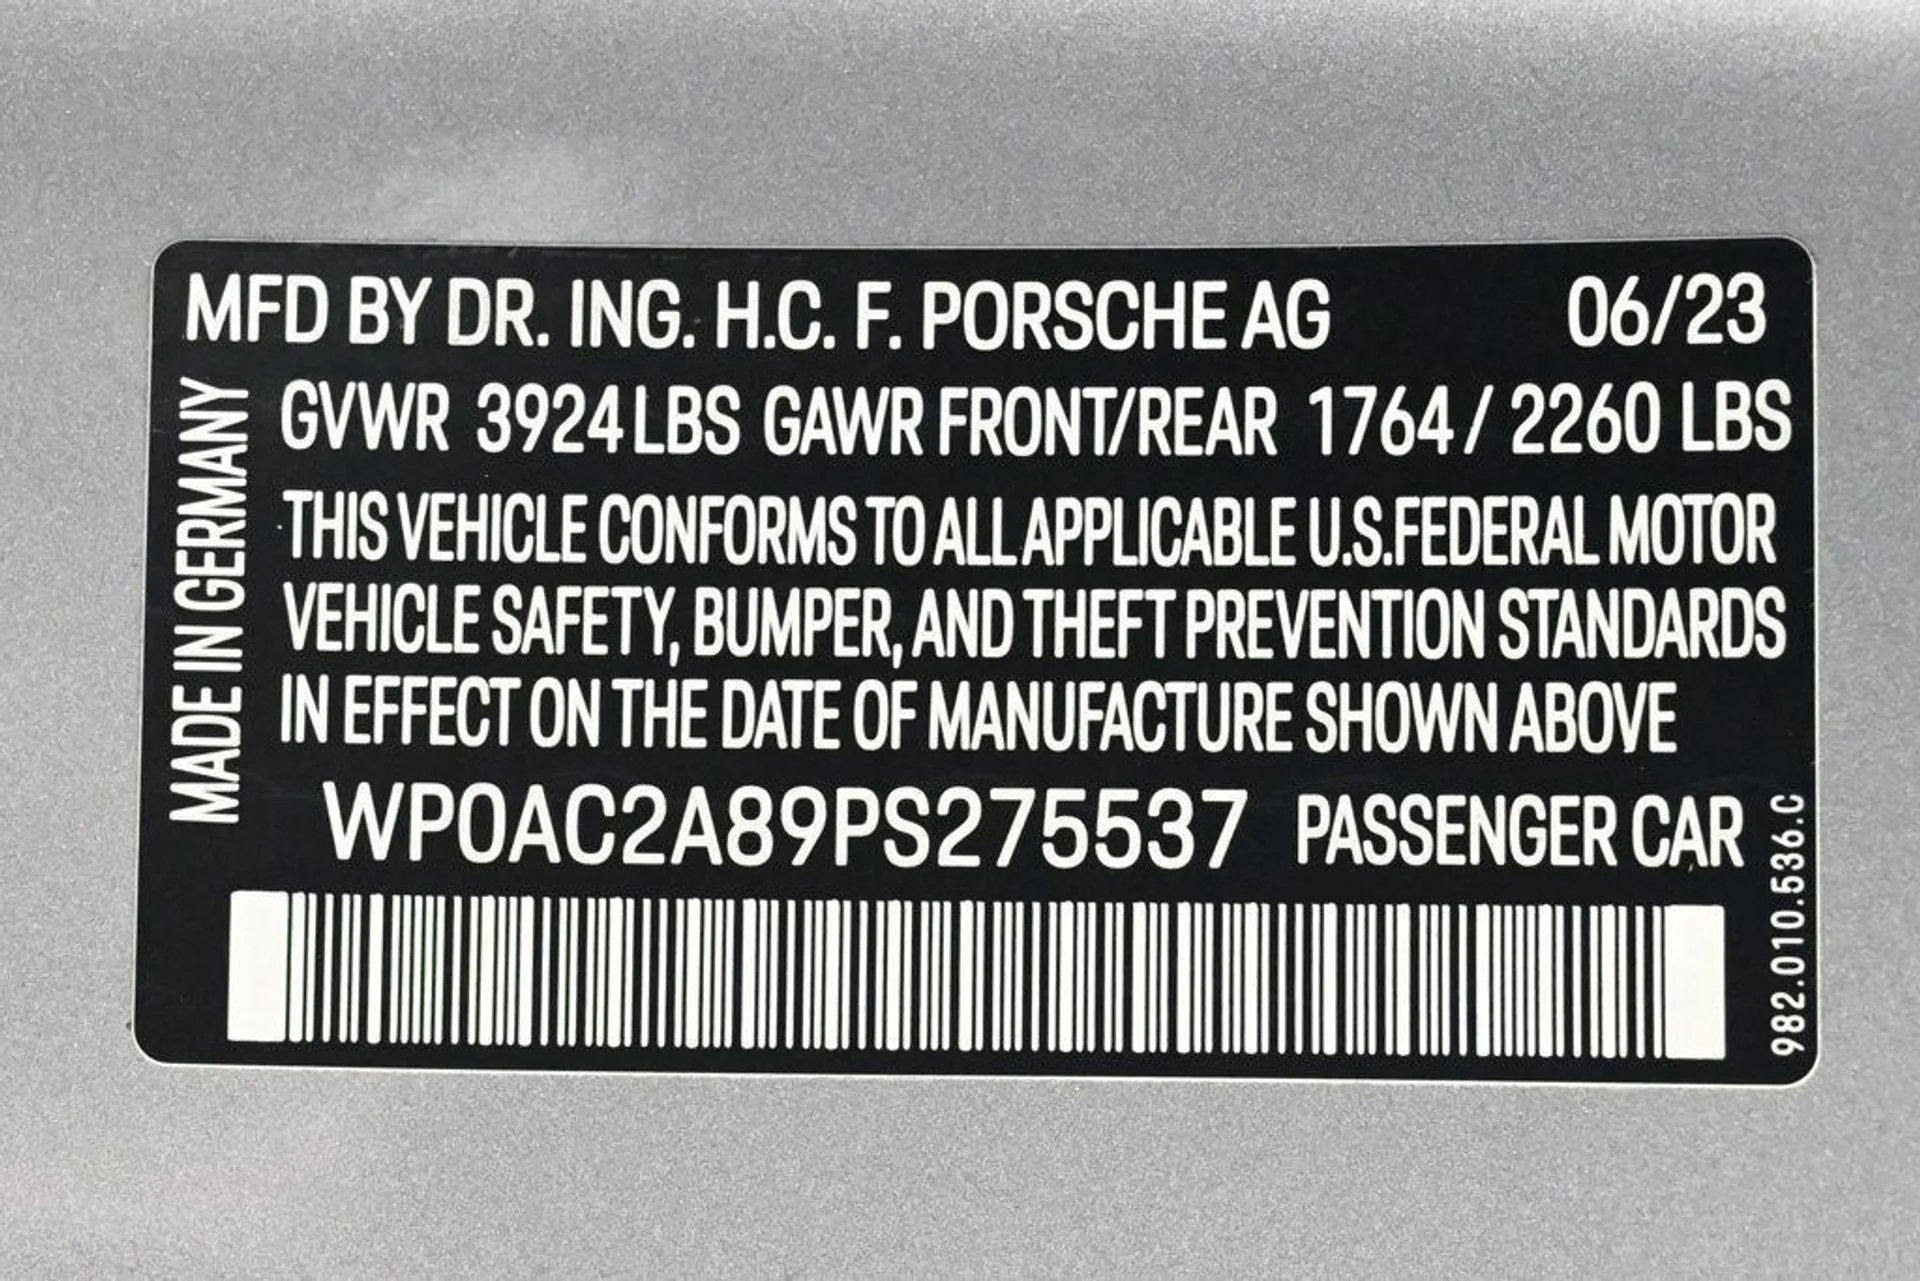 MFD BY DR. ING. H.C. F. PORSCHE AG 06/23
GVWR 3924 LBS GAWR FRONT/REAR 1764 / 2260 LBS
THIS VEHICLE CONFORMS TO ALL APPLICABLE U.S.FEDERAL MOTOR
VEHICLE SAFETY, BUMPER, AND THEFT PREVENTION STANDARDS
IN EFFECT ON THE DATE OF MANUFACTURE SHOWN ABOVE
WP0AC2A89PS275537 PASSENGER CAR
MADE IN GERMANY
982.010.536.C